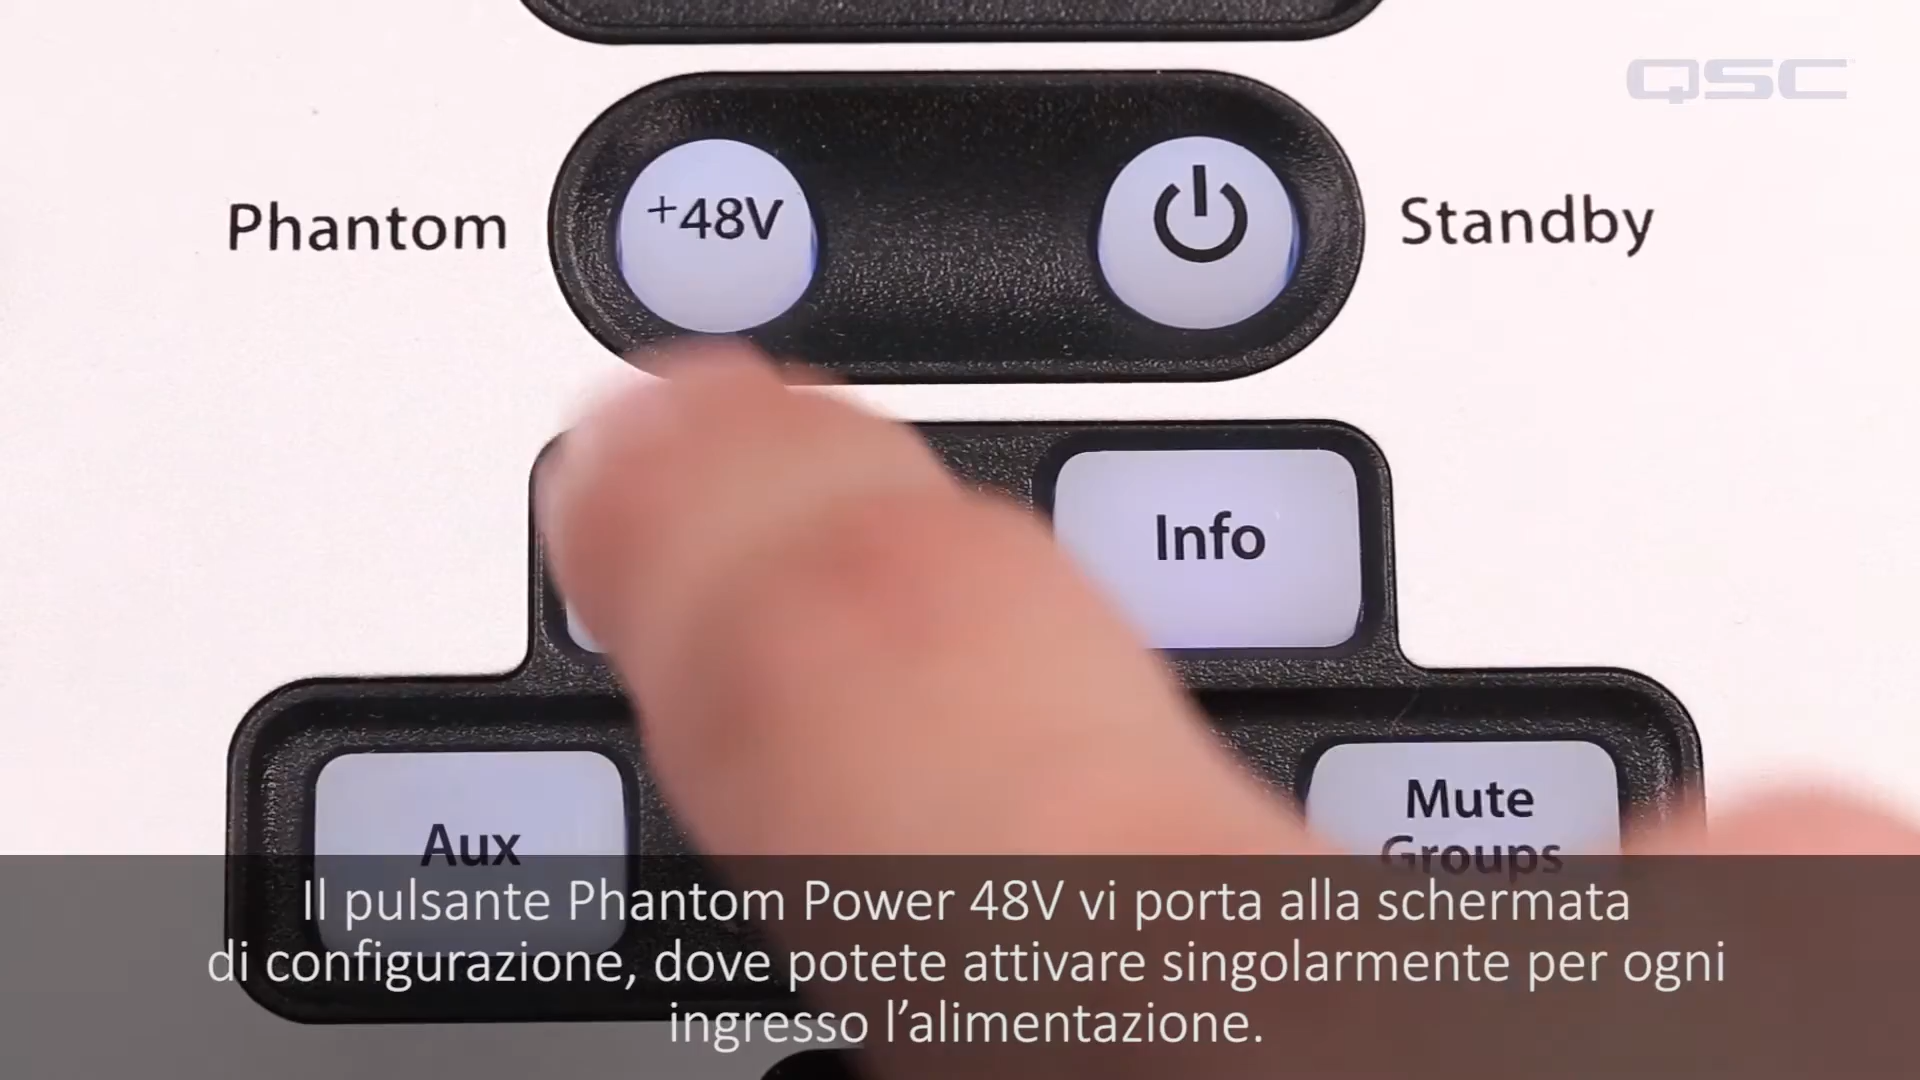 QSC
Phantom
+48V
Standby
Info
Aux
Mute
Groups
Il pulsante Phantom Power 48V vi porta alla schermata
di configurazione, dove potete attivare singolarmente per ogni
ingresso l’alimentazione.